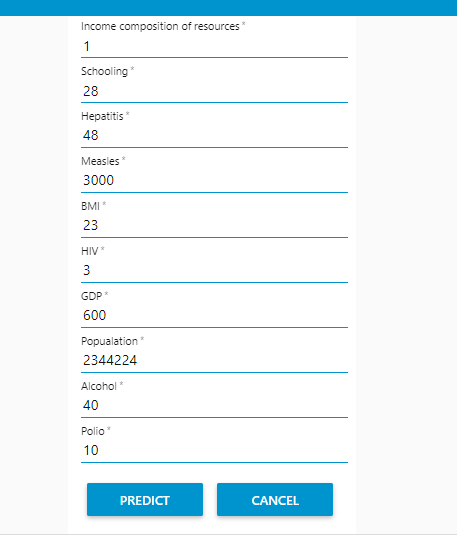 Income composition of resources *
1
Schooling *
28
Hepatitis *
48
Measles *
3000
BMI *
23
HIV *
3
GDP *
600
Popualation *
2344224
Alcohol *
40
Polio *
10
PREDICT CANCEL